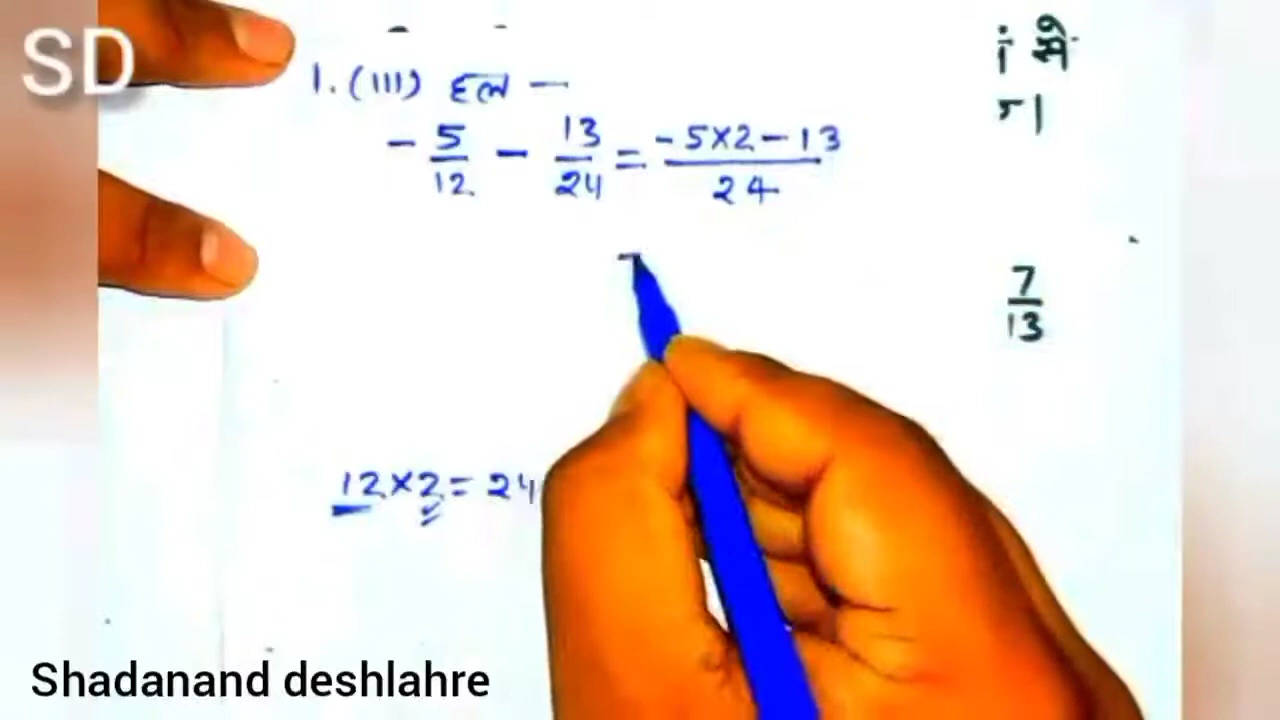 SD
1. (III) हल —
- 5/12 - 13/24 = -5×2-13/24
में
7/13
12×2=24
Shadanand deshlahre